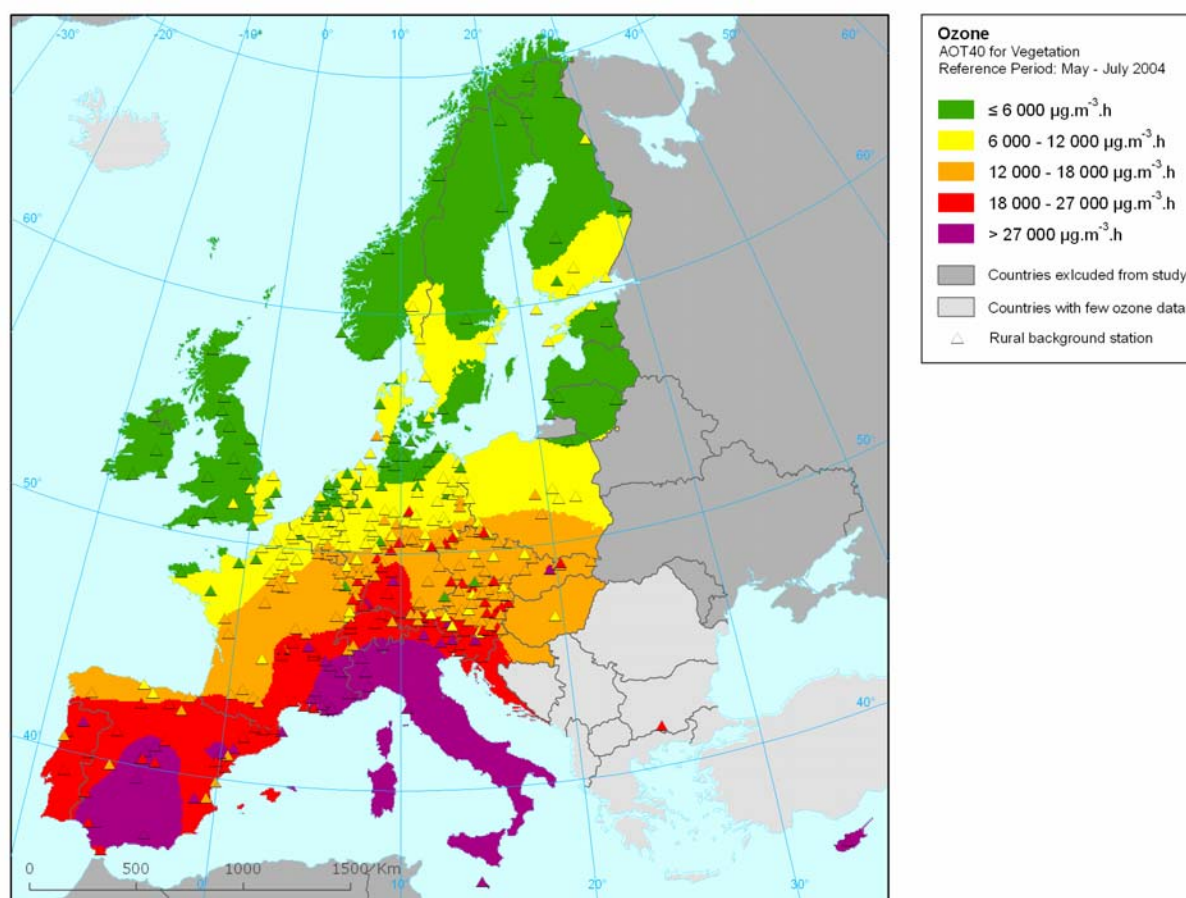 -30° -20° -10° 0° 10° 20° 30° 40° 50° 60°
60°
60°
50°
50°
40°
40°
0 500 1000 1500 Km
0° 10° 20° 30°
Ozone
AOT40 for Vegetation
Reference Period: May - July 2004
≤ 6 000 µg.m⁻³.h
6 000 - 12 000 µg.m⁻³.h
12 000 - 18 000 µg.m⁻³.h
18 000 - 27 000 µg.m⁻³.h
> 27 000 µg.m⁻³.h
Countries exlcuded from study
Countries with few ozone data
Rural background station